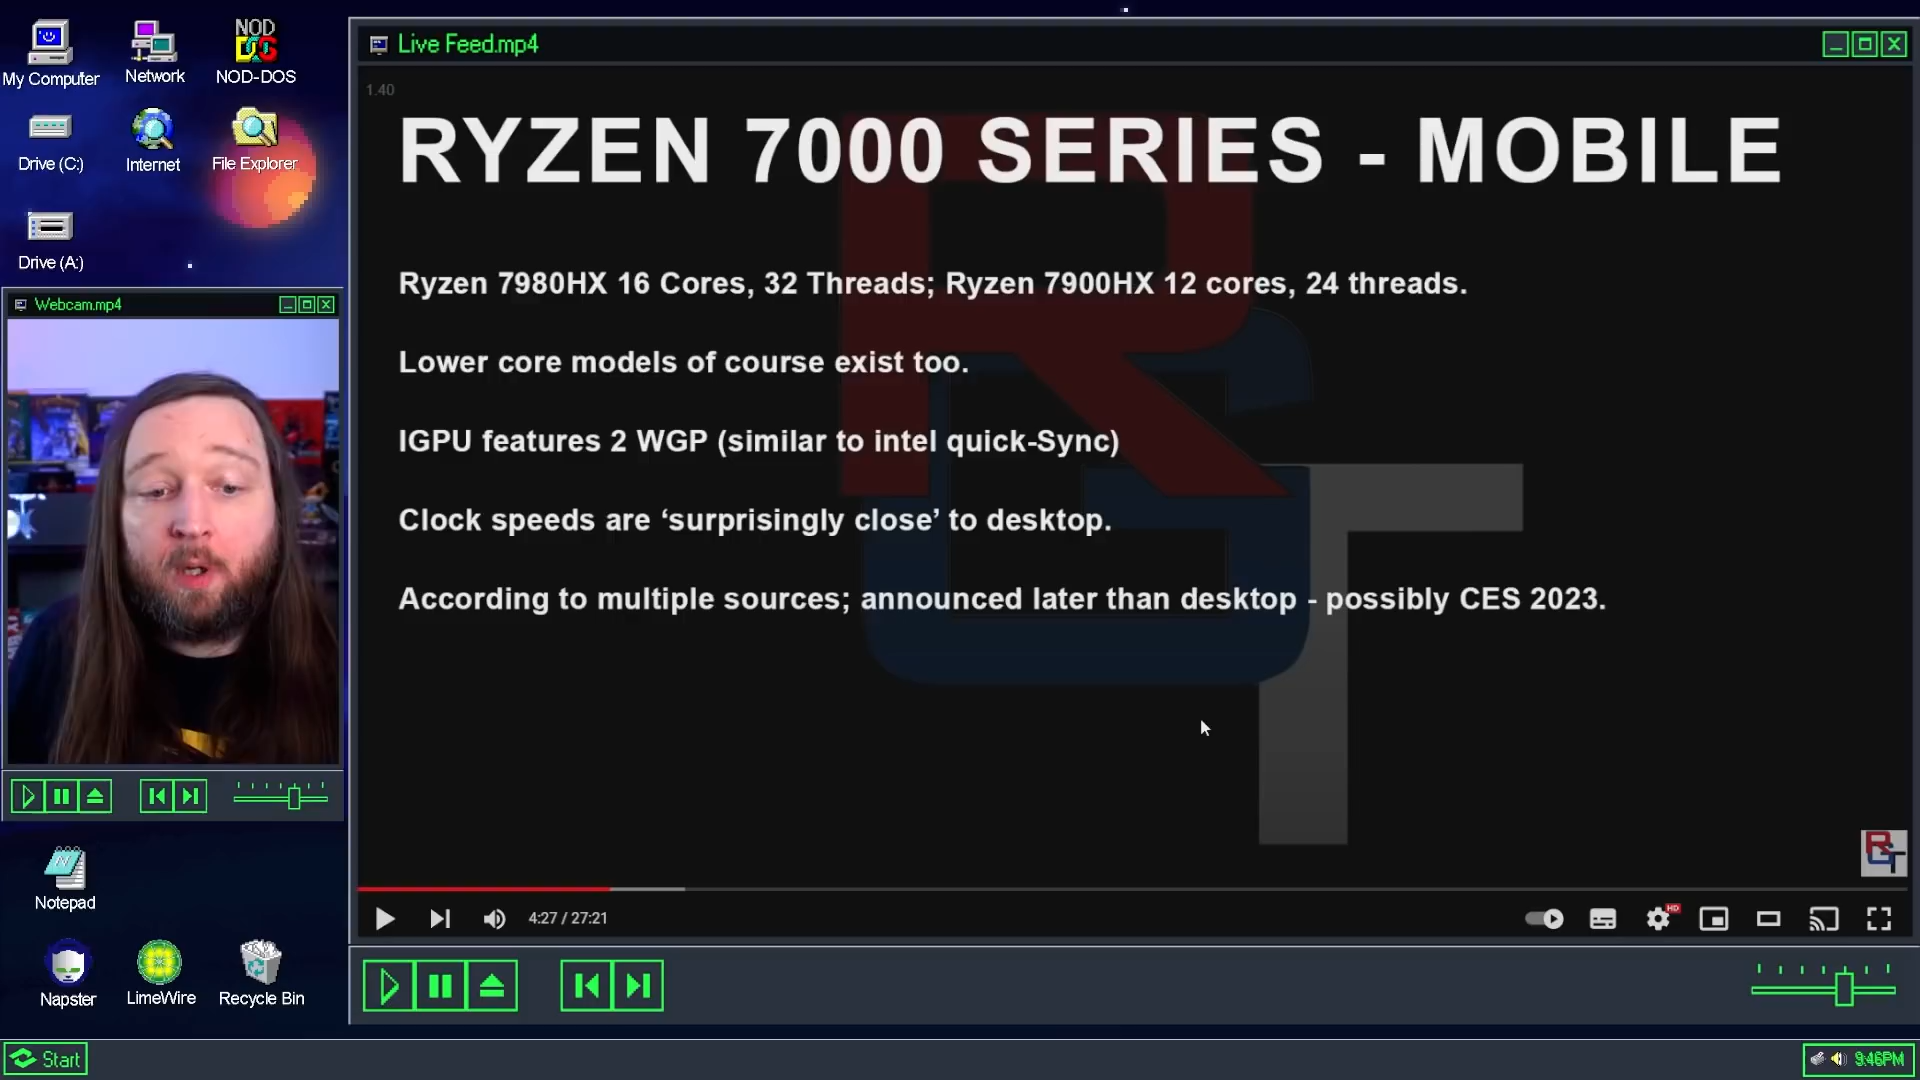 My Computer
Network
NOD
NOD-DOS
Drive (C:)
Internet
File Explorer
Drive (A:)
Webcam.mp4
Notepad
Napster
LimeWire
Recycle Bin
Start
Live Feed.mp4
1.40
RYZEN 7000 SERIES - MOBILE
Ryzen 7980HX 16 Cores, 32 Threads; Ryzen 7900HX 12 cores, 24 threads.
Lower core models of course exist too.
IGPU features 2 WGP (similar to intel quick-Sync)
Clock speeds are ‘surprisingly close’ to desktop.
According to multiple sources; announced later than desktop - possibly CES 2023.
RGT
RGT
4:27 / 27:21
HD
9:46PM